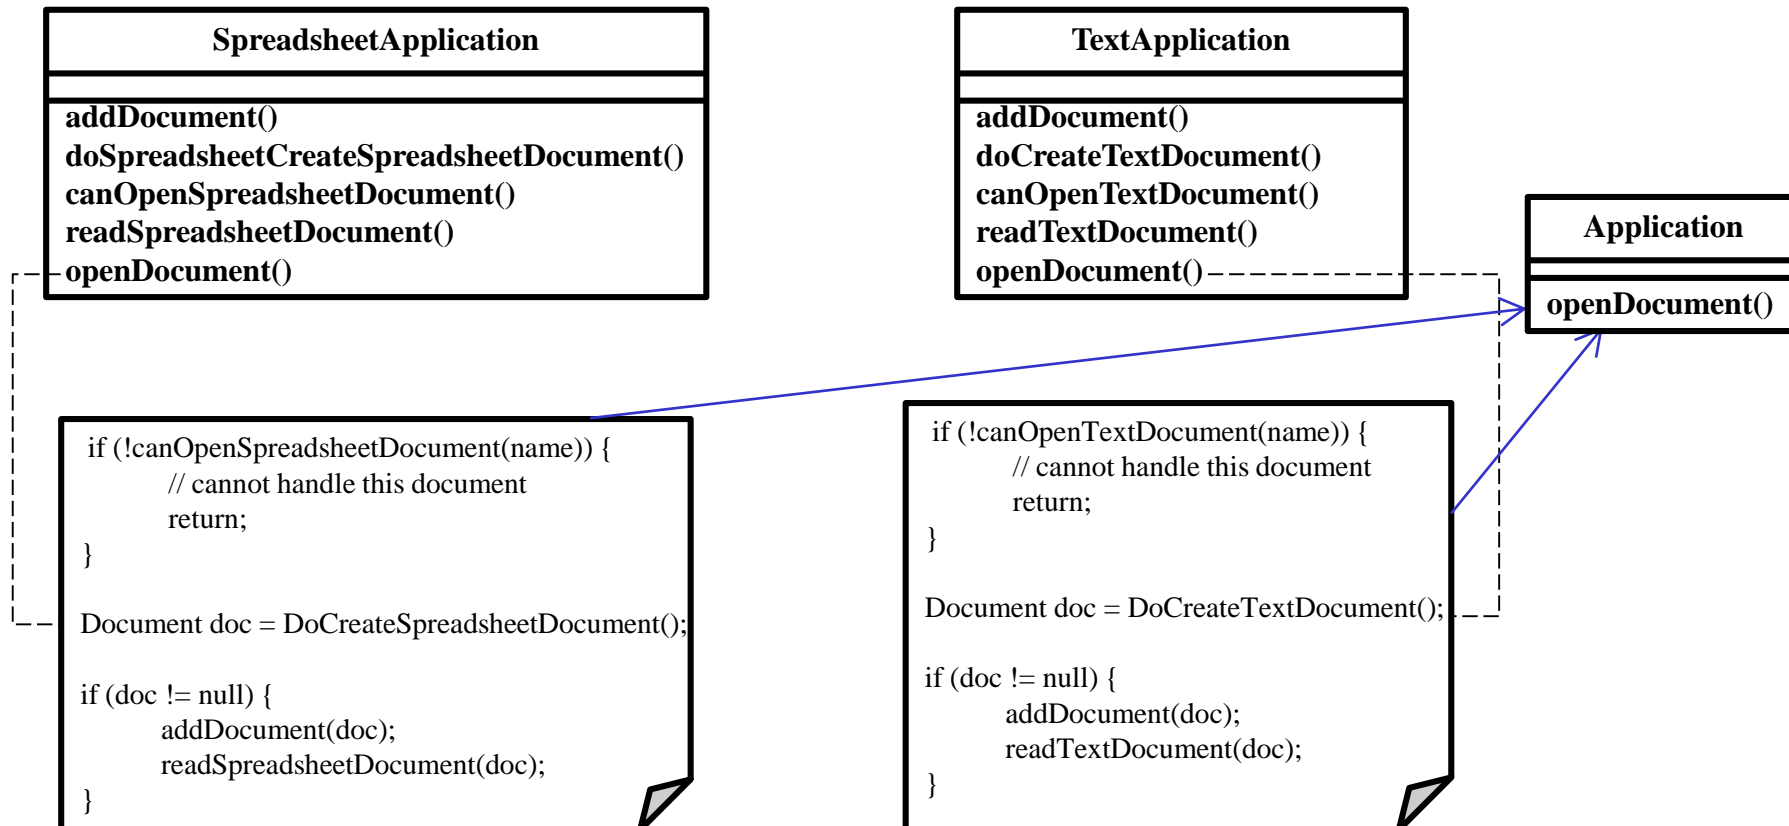 SpreadsheetApplication
addDocument()
doSpreadsheetCreateSpreadsheetDocument()
canOpenSpreadsheetDocument()
readSpreadsheetDocument()
openDocument()
TextApplication
addDocument()
doCreateTextDocument()
canOpenTextDocument()
readTextDocument()
openDocument()
Application
openDocument()
if (!canOpenSpreadsheetDocument(name)) {
// cannot handle this document
return;
}
Document doc = DoCreateSpreadsheetDocument();
if (doc != null) {
addDocument(doc);
readSpreadsheetDocument(doc);
}
if (!canOpenTextDocument(name)) {
// cannot handle this document
return;
}
Document doc = DoCreateTextDocument();
if (doc != null) {
addDocument(doc);
readTextDocument(doc);
}